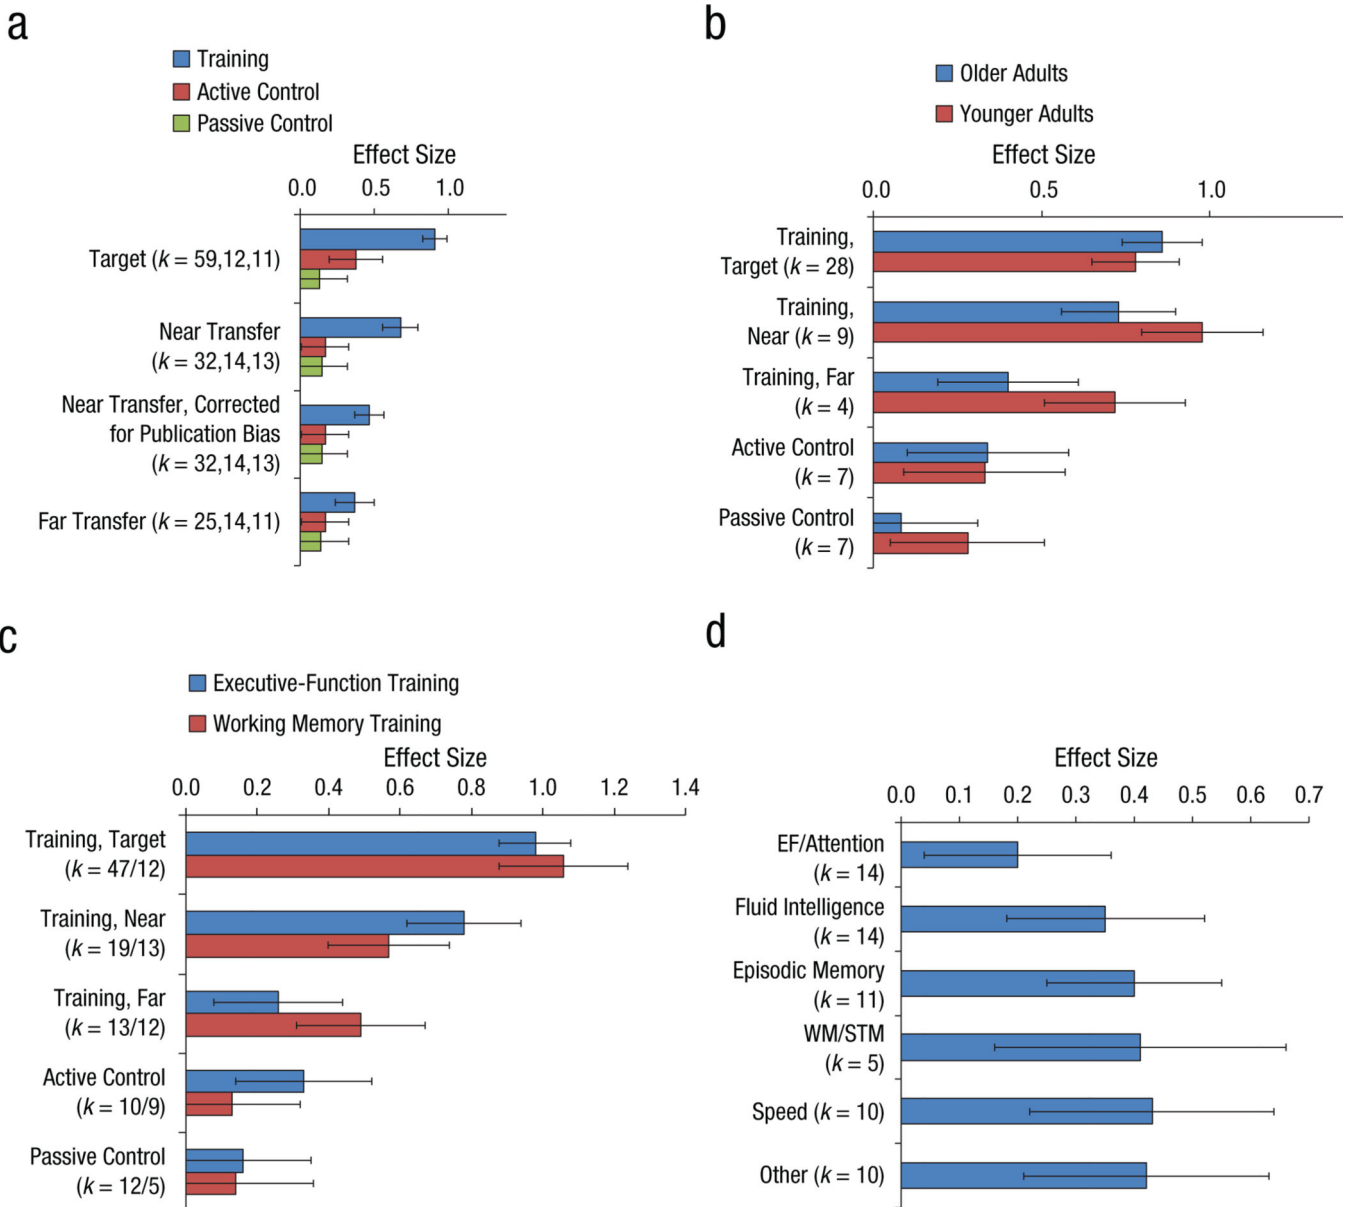 a
Training
Active Control
Passive Control
Effect Size
0.0 0.5 1.0
Target (k = 59,12,11)
Near Transfer
(k = 32,14,13)
Near Transfer, Corrected
for Publication Bias
(k = 32,14,13)
Far Transfer (k = 25,14,11)
b
Older Adults
Younger Adults
Effect Size
0.0 0.5 1.0
Training,
Target (k = 28)
Training,
Near (k = 9)
Training, Far
(k = 4)
Active Control
(k = 7)
Passive Control
(k = 7)
c
Executive-Function Training
Working Memory Training
Effect Size
0.0 0.2 0.4 0.6 0.8 1.0 1.2 1.4
Training, Target
(k = 47/12)
Training, Near
(k = 19/13)
Training, Far
(k = 13/12)
Active Control
(k = 10/9)
Passive Control
(k = 12/5)
d
Effect Size
0.0 0.1 0.2 0.3 0.4 0.5 0.6 0.7
EF/Attention
(k = 14)
Fluid Intelligence
(k = 14)
Episodic Memory
(k = 11)
WM/STM
(k = 5)
Speed (k = 10)
Other (k = 10)